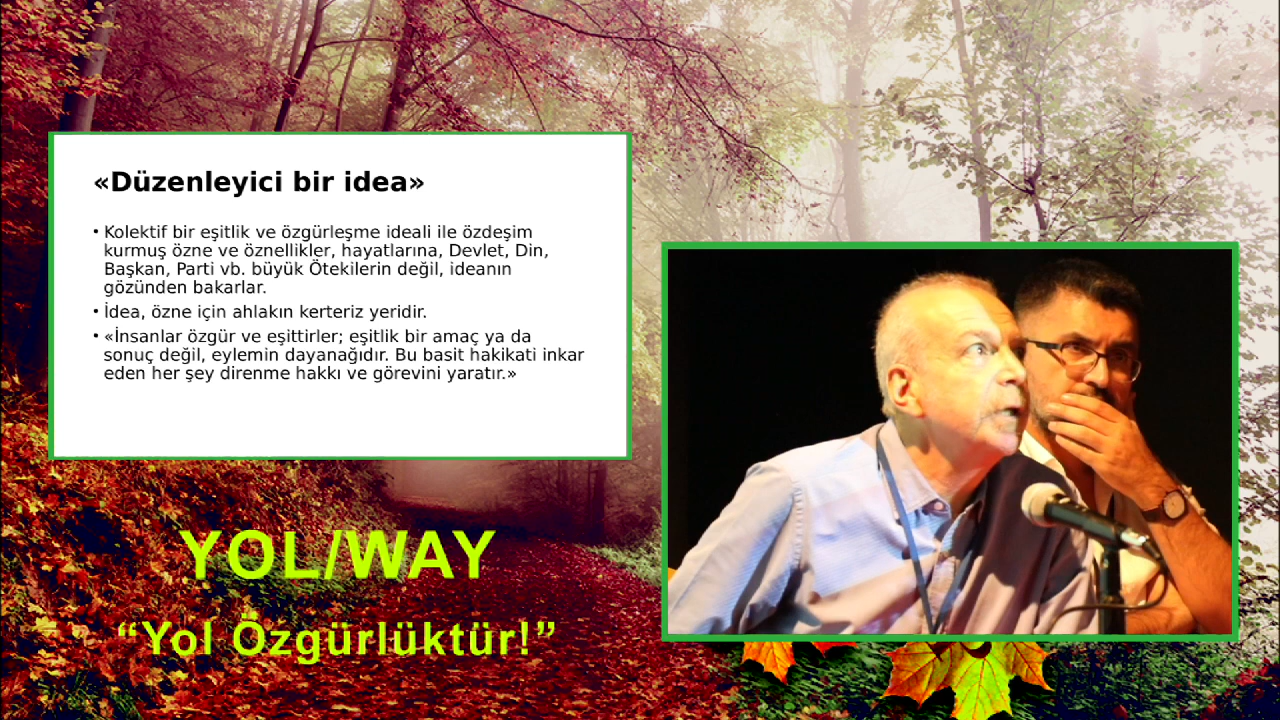 «Düzenleyici bir idea»
• Kolektif bir eşitlik ve özgürleşme ideali ile özdeşim
kurmuş özne ve öznellikler, hayatlarına, Devlet, Din,
Başkan, Parti vb. büyük Ötekilerin değil, ideanın
gözünden bakarlar.
• İdea, özne için ahlakın kerteriz yeridir.
• «İnsanlar özgür ve eşittirler; eşitlik bir amaç ya da
sonuç değil, eylemin dayanağıdır. Bu basit hakikati inkar
eden her şey direnme hakkı ve görevini yaratır.»
YOL/WAY
“Yol Özgürlüktür!”